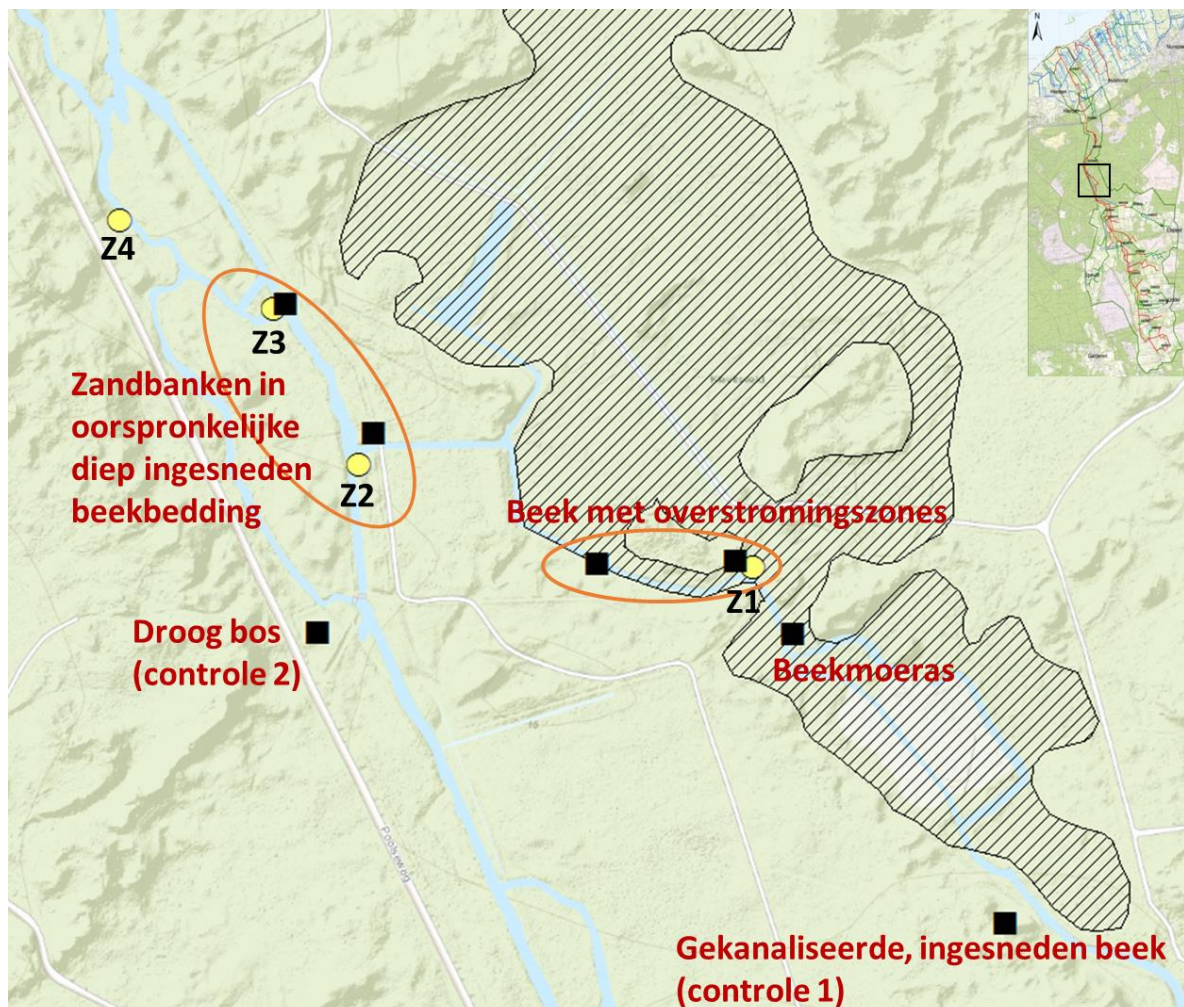 N
Z4
Z3
Zandbanken in
oorspronkelijke
diep ingesneden
beekbedding
Z2
Beek met overstromingszones
Z1
Droog bos
(controle 2)
Beekmoeras
Poolseweg
Gekanaliseerde, ingesneden beek
(controle 1)